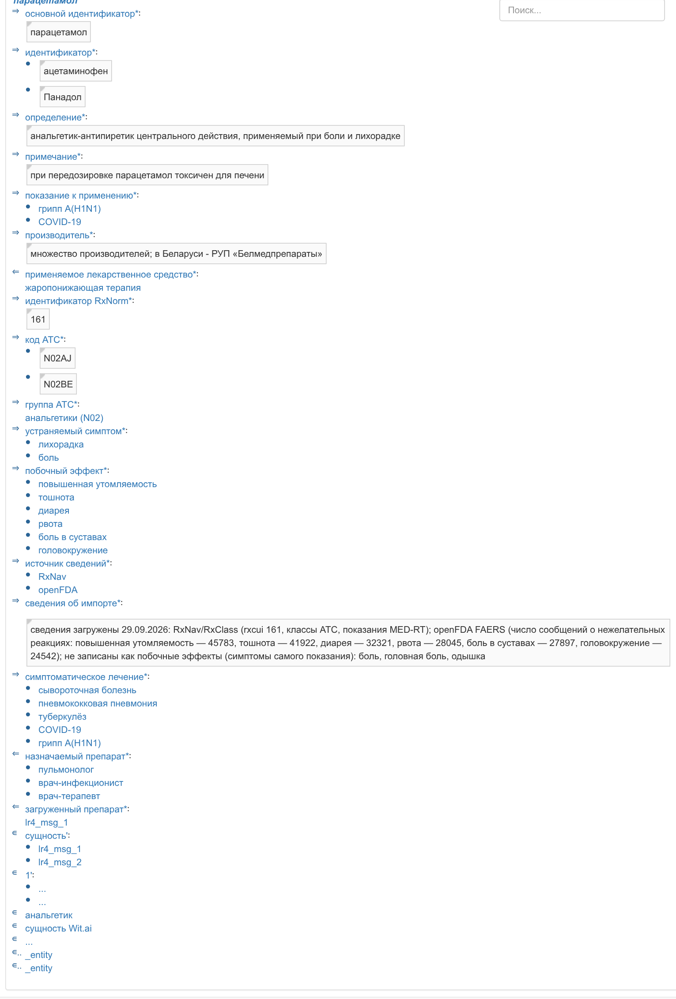 парацетамол
Поиск...
⇒ основной идентификатор*:
парацетамол
⇒ идентификатор*:
• ацетаминофен
• Панадол
⇒ определение*:
анальгетик-антипиретик центрального действия, применяемый при боли и лихорадке
⇒ примечание*:
при передозировке парацетамол токсичен для печени
⇒ показание к применению*:
• грипп A(H1N1)
• COVID-19
⇒ производитель*:
множество производителей; в Беларуси - РУП «Белмедпрепараты»
⇐ применяемое лекарственное средство*:
жаропонижающая терапия
⇒ идентификатор RxNorm*:
161
⇒ код АТС*:
• N02AJ
• N02BE
⇒ группа АТС*:
анальгетики (N02)
⇒ устраняемый симптом*:
• лихорадка
• боль
⇒ побочный эффект*:
• повышенная утомляемость
• тошнота
• диарея
• рвота
• боль в суставах
• головокружение
⇒ источник сведений*:
• RxNav
• openFDA
⇒ сведения об импорте*:
сведения загружены 29.09.2026: RxNav/RxClass (rxcui 161, классы АТС, показания MED-RT); openFDA FAERS (число сообщений о нежелательных
реакциях: повышенная утомляемость — 45783, тошнота — 41922, диарея — 32321, рвота — 28045, боль в суставах — 27897, головокружение —
24542); не записаны как побочные эффекты (симптомы самого показания): боль, головная боль, одышка
⇒ симптоматическое лечение*:
• сывороточная болезнь
• пневмококковая пневмония
• туберкулёз
• COVID-19
• грипп A(H1N1)
⇐ назначаемый препарат*:
• пульмонолог
• врач-инфекционист
• врач-терапевт
⇐ загруженный препарат*:
lr4_msg_1
∈ сущность':
• lr4_msg_1
• lr4_msg_2
∈ 1':
• ...
• ...
∈ анальгетик
∈ сущность Wit.ai
∈ ...
∈.. _entity
∈.. _entity